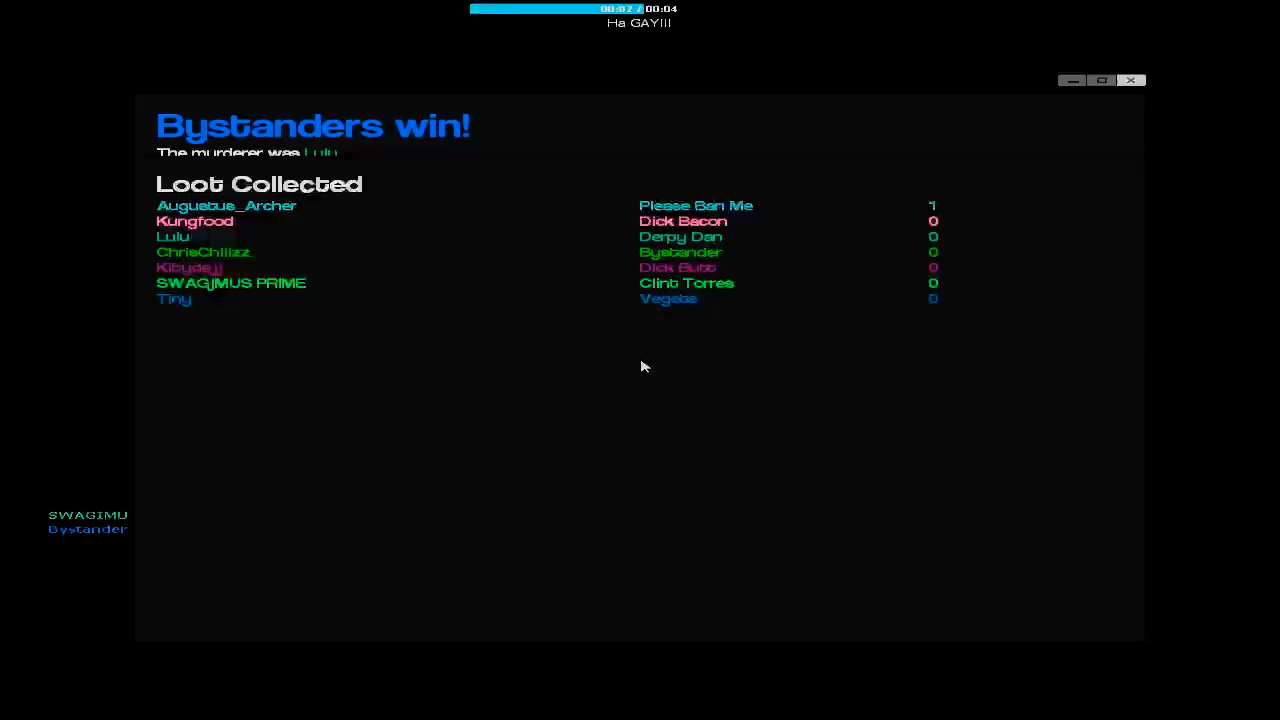 00:02 / 00:04
Ha GAY!!!
Bystanders win!
The murderer was Lulu
Loot Collected
Augustus_Archer Please Ban Me 1
Kungfood Dick Bacon 0
Lulu Derpy Dan 0
ChrisChillzz Bystander 0
Kitydejj Dick Butt 0
SWAGIMUS PRIME Clint Torres 0
Tiny Vegeta 0
SWAGIMU
Bystander